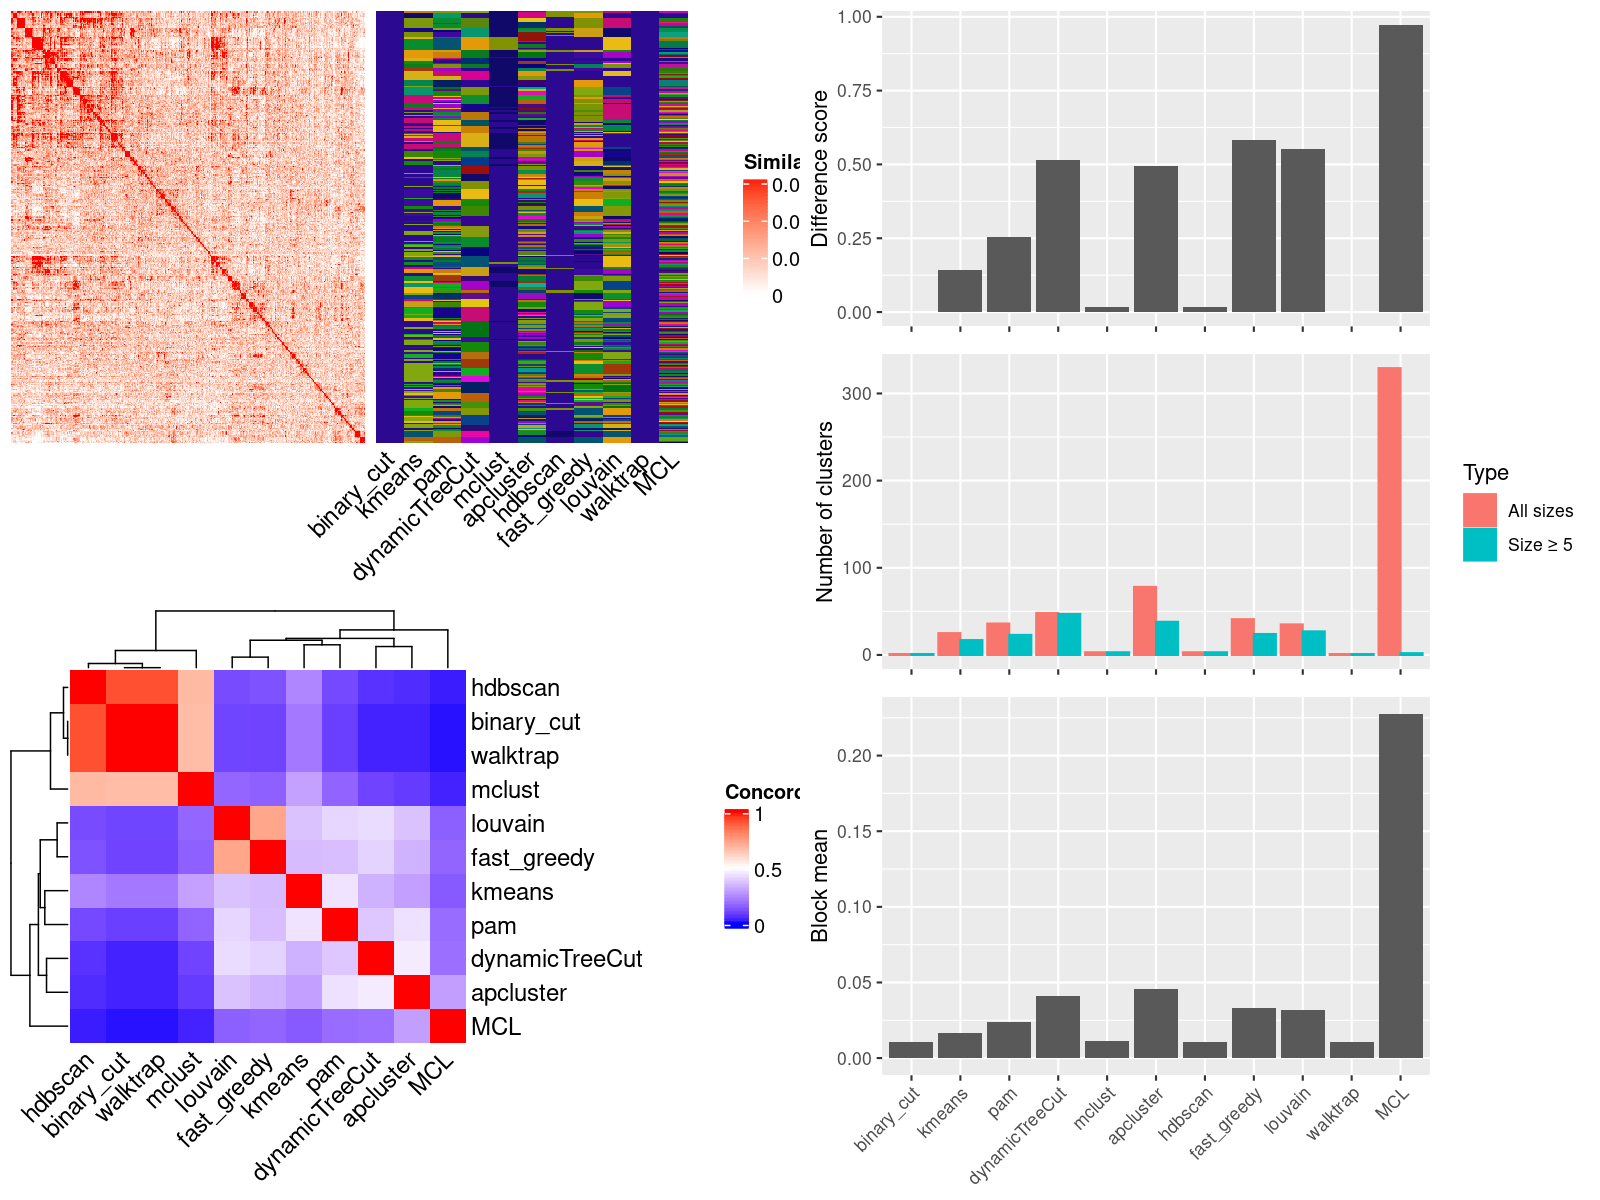 Simila
0.0
0.0
0.0
0
binary_cut
kmeans
pam
dynamicTreeCut
mclust
apcluster
hdbscan
fast_greedy
louvain
walktrap
MCL
hdbscan
binary_cut
walktrap
mclust
louvain
fast_greedy
kmeans
pam
dynamicTreeCut
apcluster
MCL
hdbscan
binary_cut
walktrap
mclust
louvain
fast_greedy
kmeans
pam
dynamicTreeCut
apcluster
MCL
Concord
1
0.5
0
Difference score
1.00
0.75
0.50
0.25
0.00
Number of clusters
300
200
100
0
Type
All sizes
Size ≥ 5
Block mean
0.20
0.15
0.10
0.05
0.00
binary_cut
kmeans
pam
dynamicTreeCut
mclust
apcluster
hdbscan
fast_greedy
louvain
walktrap
MCL